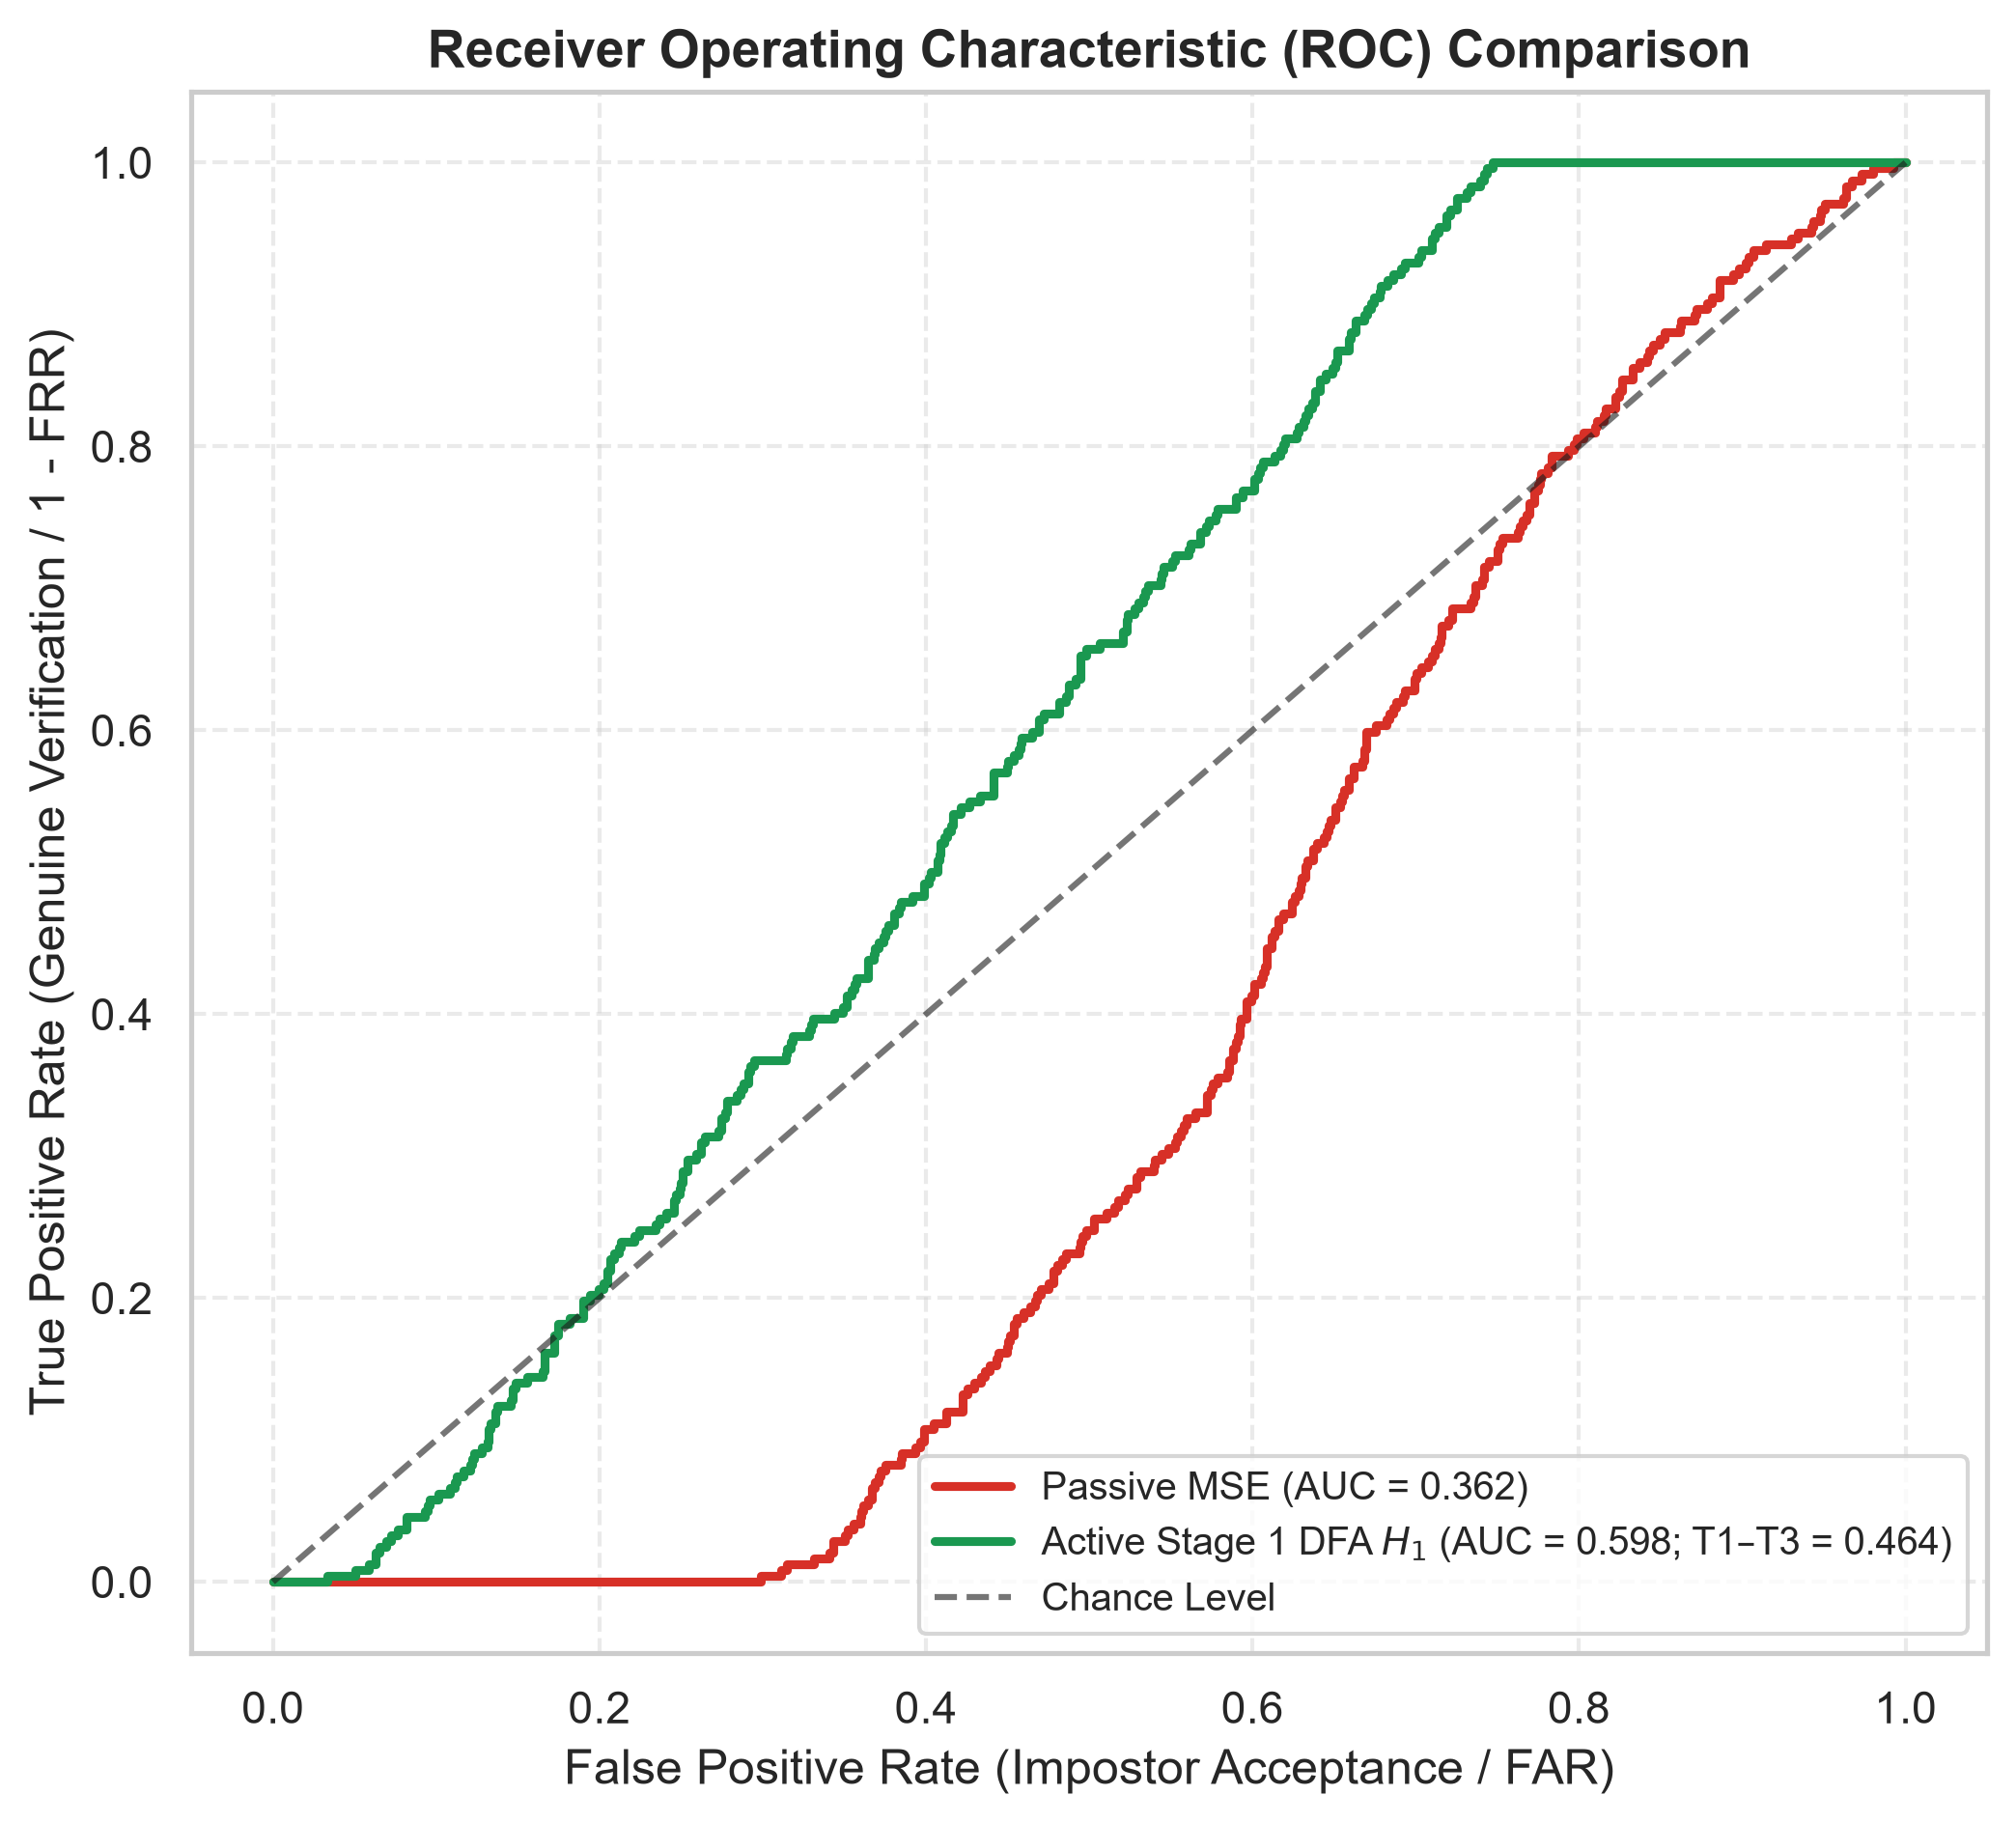 Receiver Operating Characteristic (ROC) Comparison
True Positive Rate (Genuine Verification / 1 - FRR)
1.0
0.8
0.6
0.4
0.2
0.0
Passive MSE (AUC = 0.362)
Active Stage 1 DFA H₁ (AUC = 0.598; T1–T3 = 0.464)
Chance Level
0.0 0.2 0.4 0.6 0.8 1.0
False Positive Rate (Impostor Acceptance / FAR)